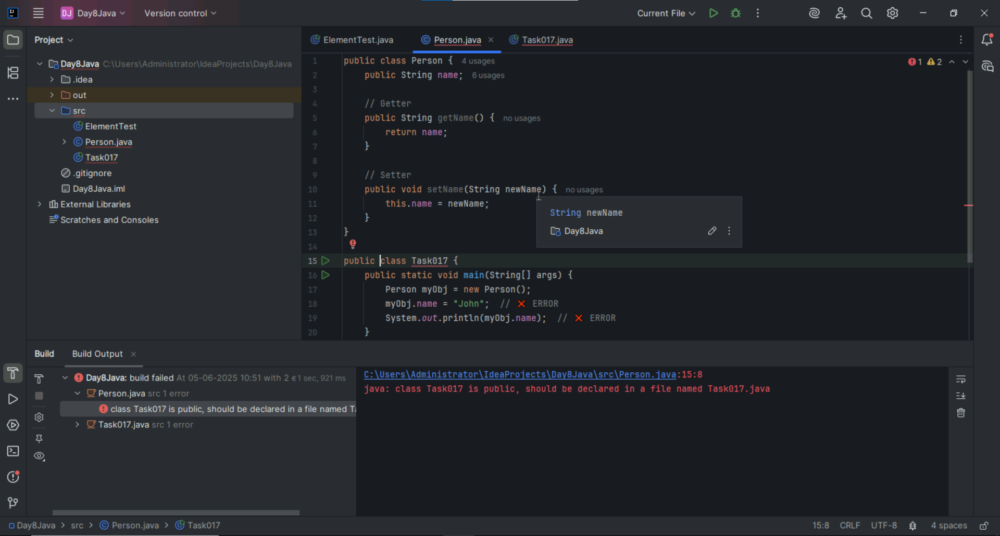 DJ Day8Java
Version control
Current File
Project
ElementTest.java
Person.java
Task017.java
Day8Java C:\Users\Administrator\IdeaProjects\Day8Java
.idea
out
src
ElementTest
Person.java
Task017
.gitignore
Day8Java.iml
External Libraries
Scratches and Consoles
1 public class Person { 4 usages
1 2
2 public String name; 6 usages
3
4 // Getter
5 public String getName() { no usages
6 return name;
7 }
8
9 // Setter
10 public void setName(String newName) { no usages
11 this.name = newName;
12 }
13 }
14
String newName
Day8Java
15 public class Task017 {
16 public static void main(String[] args) {
17 Person myObj = new Person();
18 myObj.name = "John"; // ❌ ERROR
19 System.out.println(myObj.name); // ❌ ERROR
20 }
Build
Build Output
Day8Java: build failed At 05-06-2025 10:51 with 2 e 1 sec, 921 ms
Person.java src 1 error
class Task017 is public, should be declared in a file named Ta
Task017.java src 1 error
C:\Users\Administrator\IdeaProjects\Day8Java\src\Person.java:15:8
java: class Task017 is public, should be declared in a file named Task017.java
Day8Java > src > Person.java > Task017
15:8 CRLF UTF-8 4 spaces